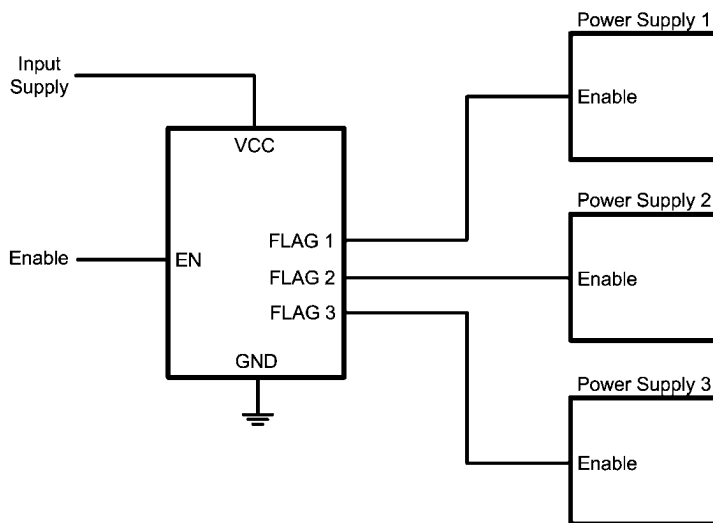 Power Supply 1
Input
Supply
Enable
VCC
Power Supply 2
FLAG 1
Enable
EN
FLAG 2
Enable
FLAG 3
GND
Power Supply 3
Enable